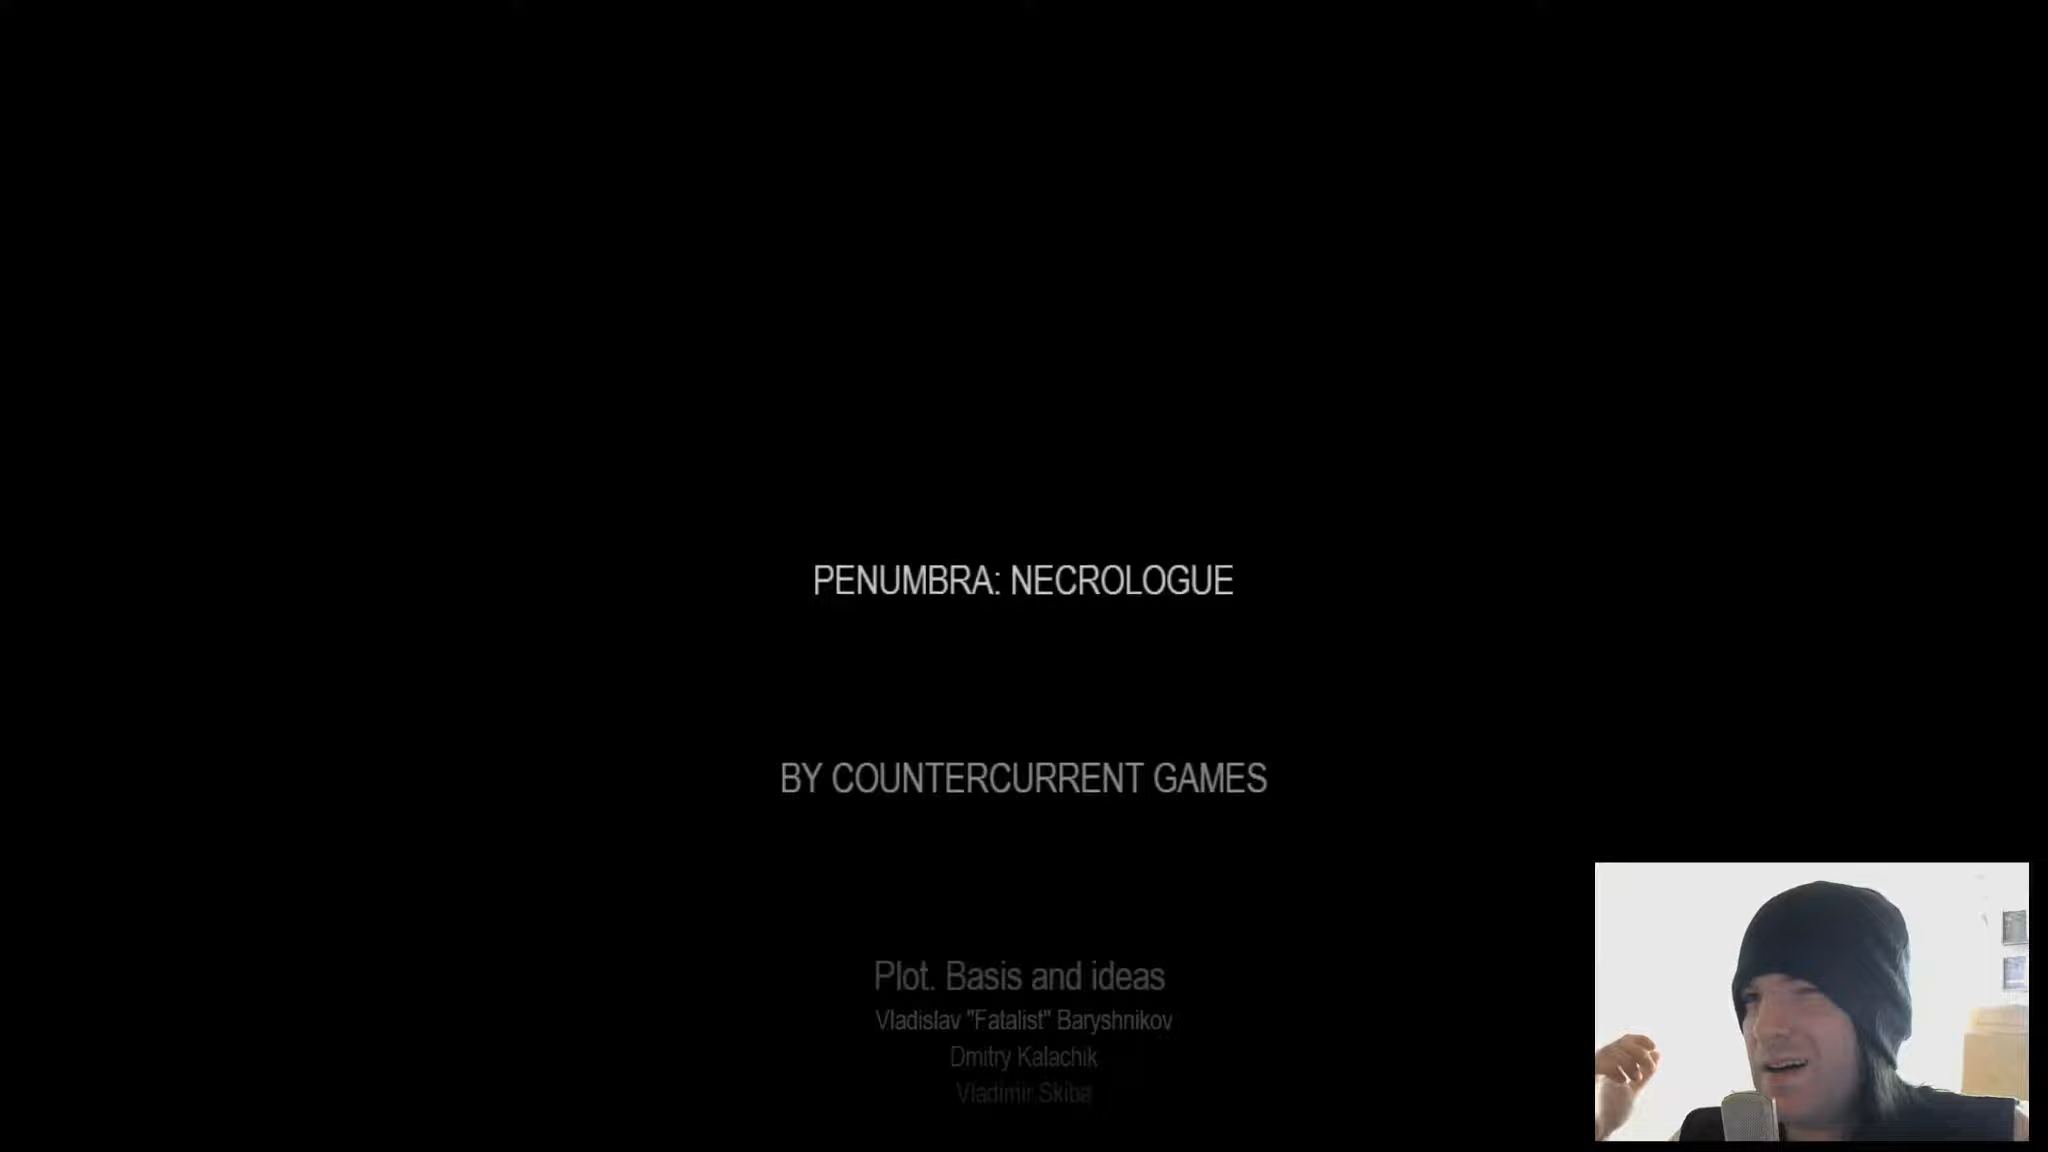 PENUMBRA: NECROLOGUE
BY COUNTERCURRENT GAMES
Plot. Basis and ideas
Vladislav "Fatalist" Baryshnikov
Dmitry Kalachik
Vladimir Skiba